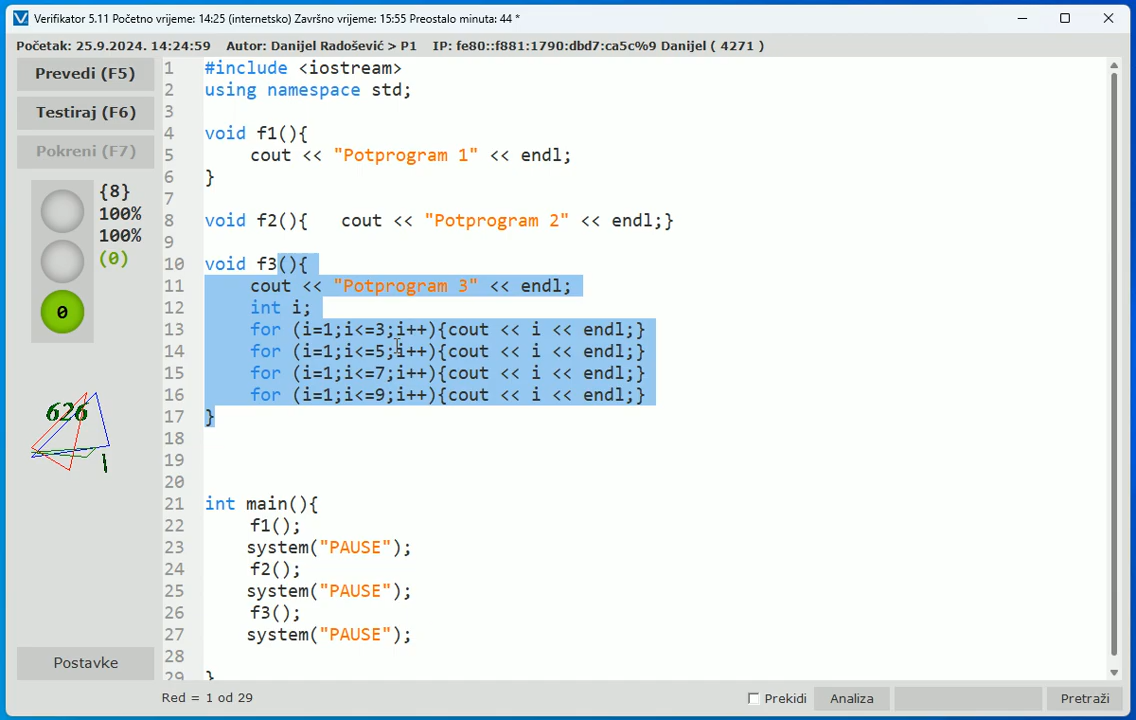 Verifikator 5.11 Početno vrijeme: 14:25 (internetsko) Završno vrijeme: 15:55 Preostalo minuta: 44 *
Početak: 25.9.2024. 14:24:59 Autor: Danijel Radošević > P1 IP: fe80::f881:1790:dbd7:ca5c%9 Danijel ( 4271 )
Prevedi (F5)
Testiraj (F6)
Pokreni (F7)
{8}
100%
100%
(0)
0
626
1
Postavke
1 #include <iostream>
2 using namespace std;
3
4 void f1(){
5 cout << "Potprogram 1" << endl;
6 }
7
8 void f2(){ cout << "Potprogram 2" << endl;}
9
10 void f3(){
11 cout << "Potprogram 3" << endl;
12 int i;
13 for (i=1;i<=3;i++){cout << i << endl;}
14 for (i=1;i<=5;i++){cout << i << endl;}
15 for (i=1;i<=7;i++){cout << i << endl;}
16 for (i=1;i<=9;i++){cout << i << endl;}
17 }
18
19
20
21 int main(){
22 f1();
23 system("PAUSE");
24 f2();
25 system("PAUSE");
26 f3();
27 system("PAUSE");
28
29 }
Red = 1 od 29
Prekidi
Analiza
Pretraži